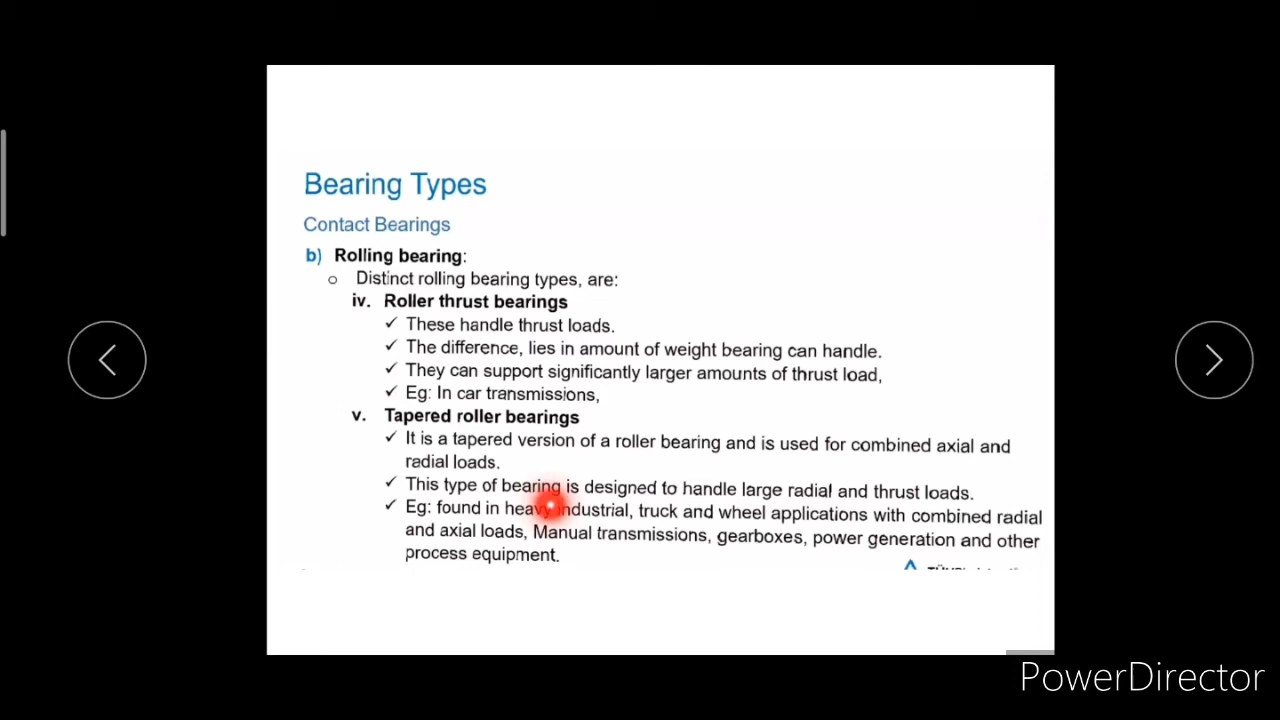 Bearing Types
Contact Bearings
b) Rolling bearing:
o Distinct rolling bearing types, are:
iv. Roller thrust bearings
✓ These handle thrust loads.
✓ The difference, lies in amount of weight bearing can handle.
✓ They can support significantly larger amounts of thrust load,
✓ Eg: In car transmissions,
v. Tapered roller bearings
✓ It is a tapered version of a roller bearing and is used for combined axial and
radial loads.
✓ This type of bearing is designed to handle large radial and thrust loads.
✓ Eg: found in heavy industrial, truck and wheel applications with combined radial
and axial loads, Manual transmissions, gearboxes, power generation and other
process equipment.
PowerDirector